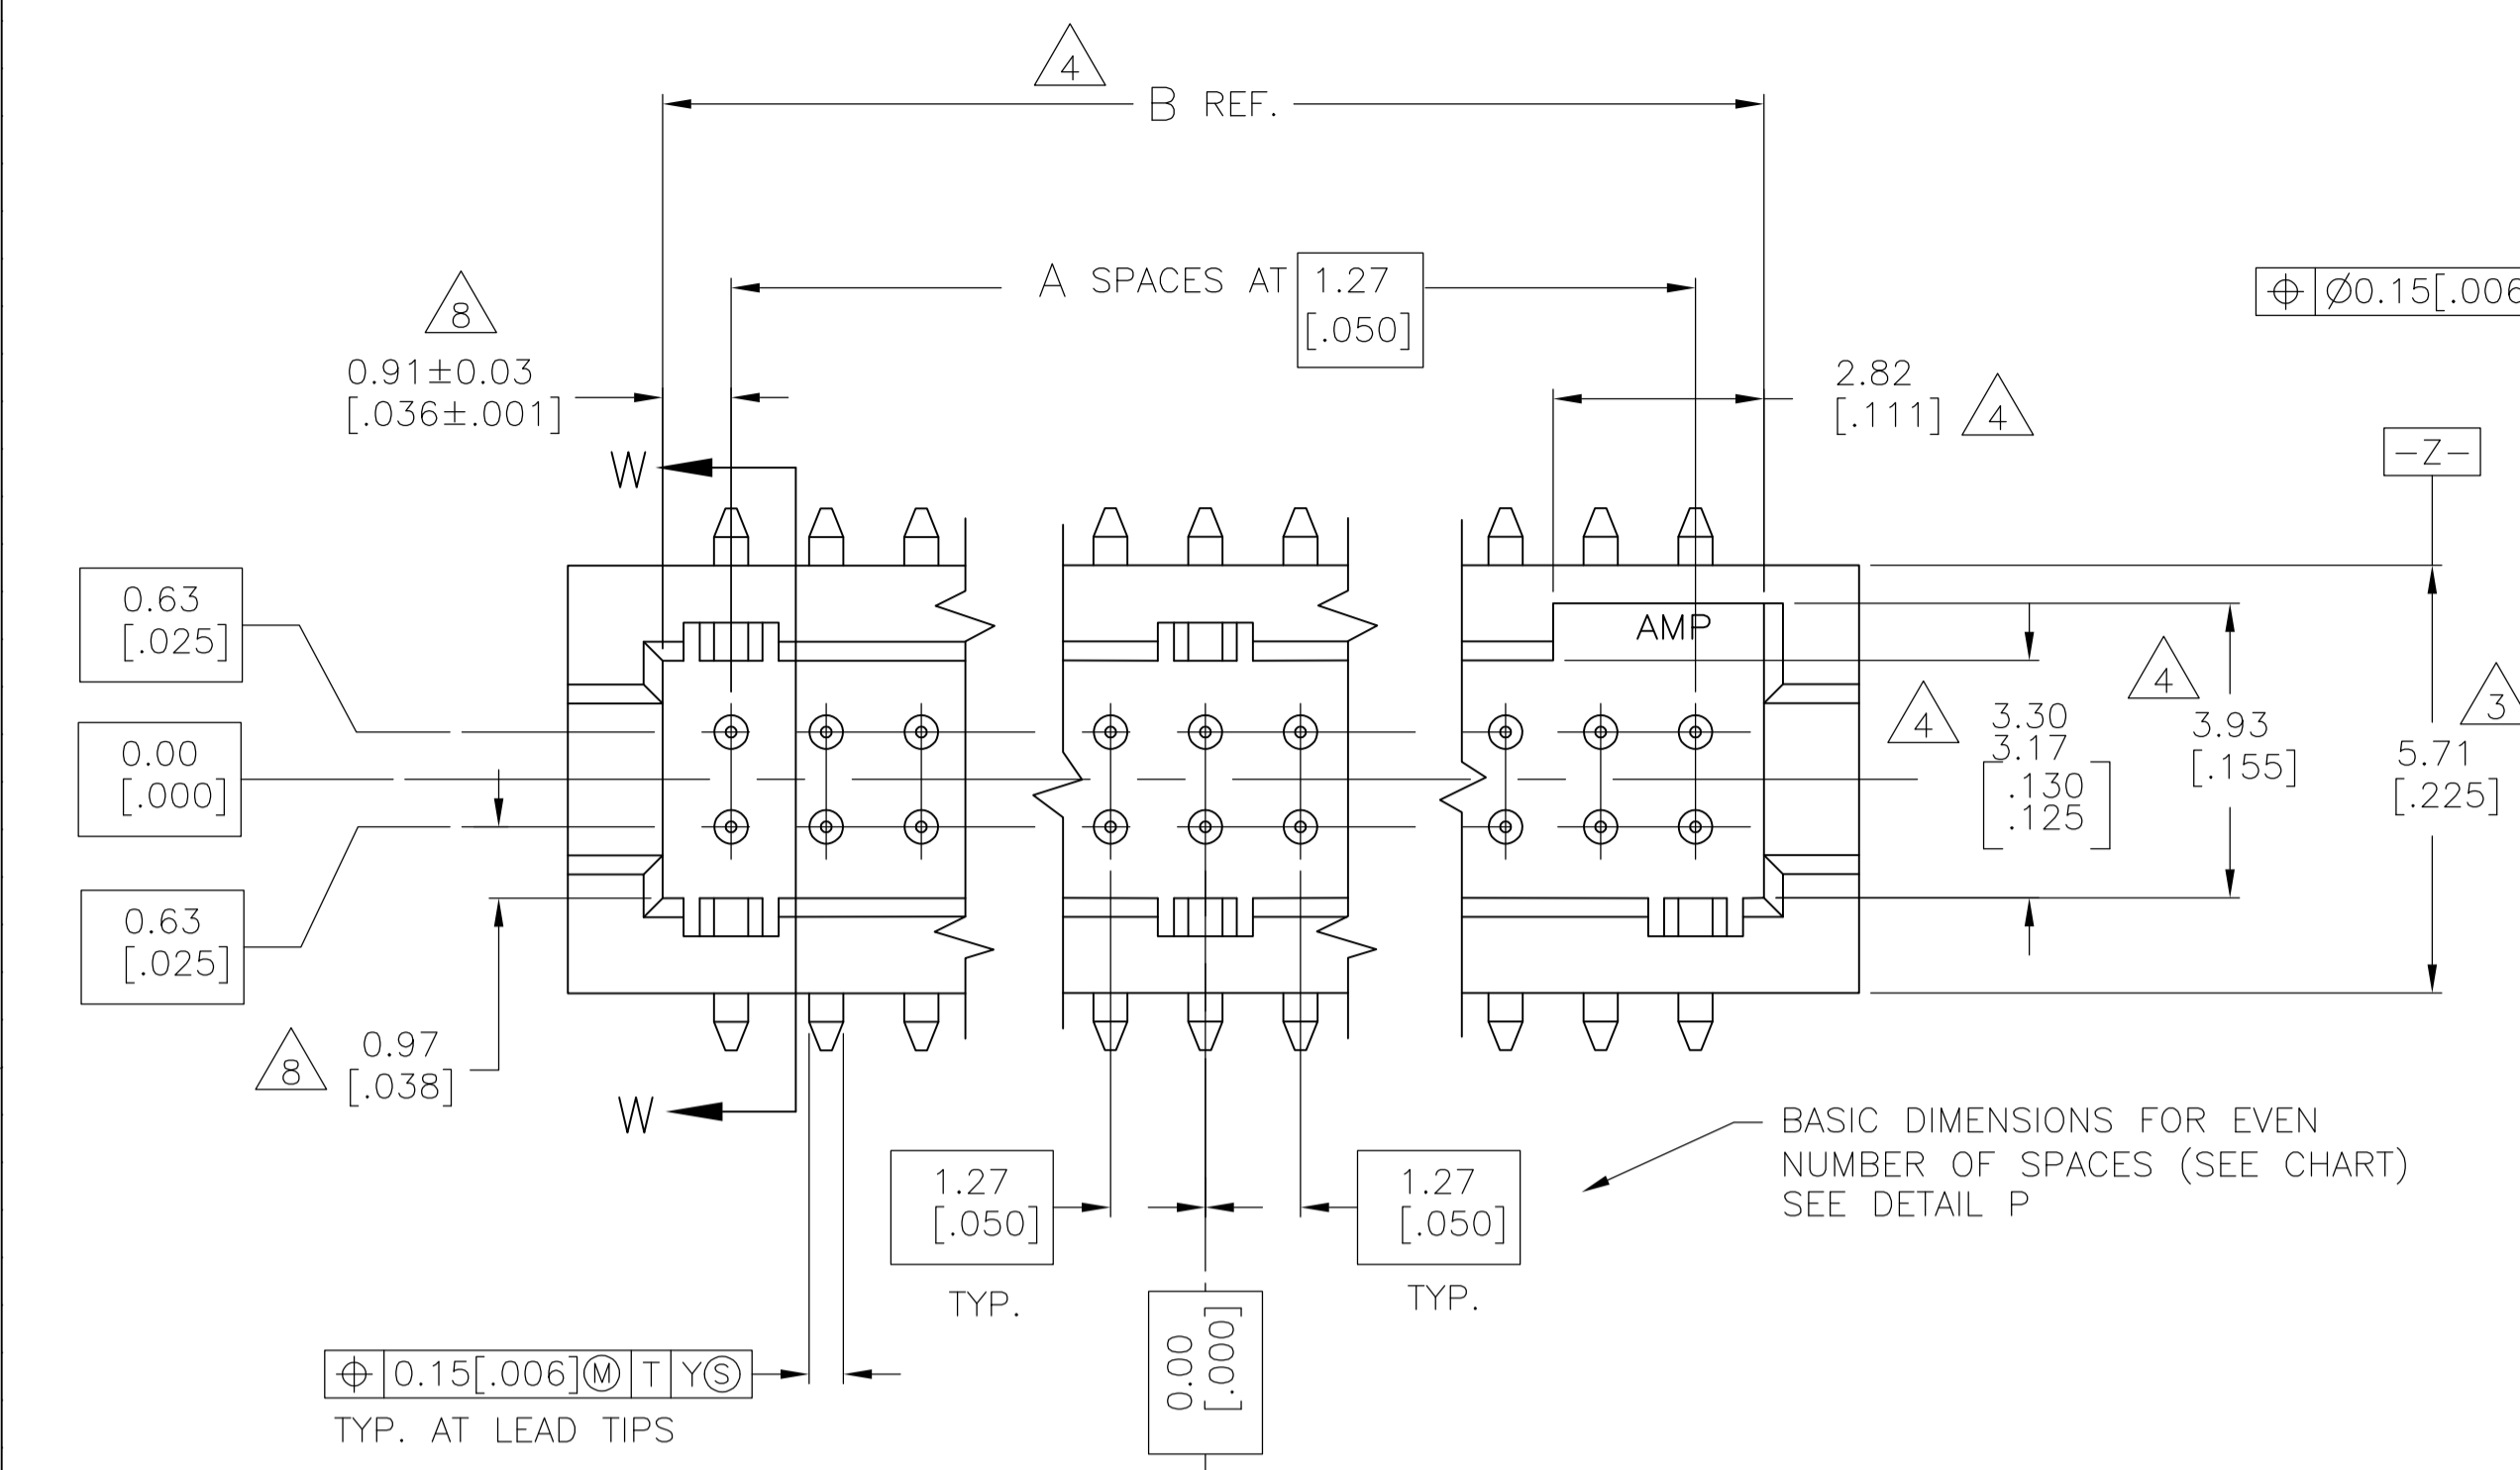 4
B REF.
A SPACES AT 1.27
[.050]
8
0.91±0.03
[.036±.001]
2.82
[.111]
4
⌖ Ø0.15[.006
-Z-
W
AMP
0.63
[.025]
0.00
[.000]
0.63
[.025]
4
3.30
3.17
[.130
.125]
4
3.93
[.155]
3
5.71
[.225]
8
0.97
[.038]
W
BASIC DIMENSIONS FOR EVEN
NUMBER OF SPACES (SEE CHART)
SEE DETAIL P
1.27
[.050]
TYP.
1.27
[.050]
TYP.
0.00
[.000]
⌖ 0.15[.006]Ⓜ T YⓈ
TYP. AT LEAD TIPS